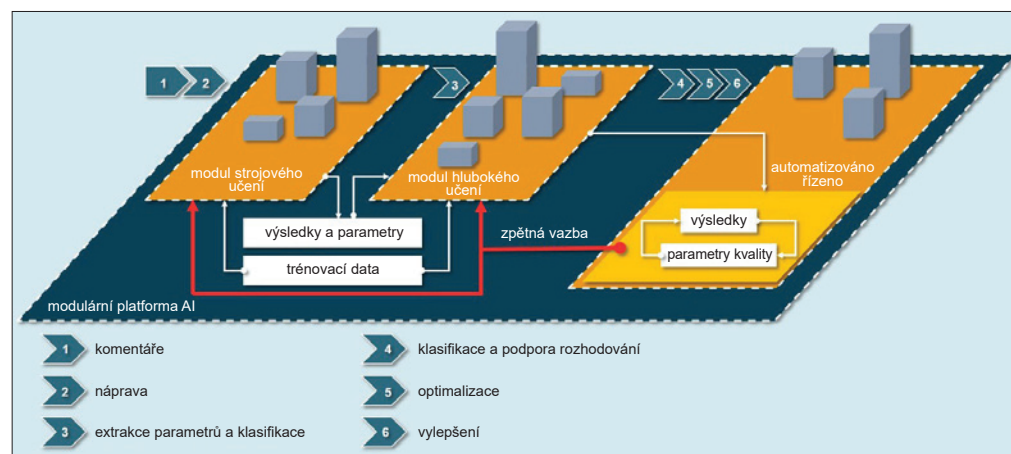 1
2
3
4
5
6
modul strojového
učení
modul hlubokého
učení
automatizováno
řízeno
výsledky a parametry
trénovací data
zpětná vazba
výsledky
parametry kvality
modulární platforma AI
1 komentáře
2 náprava
3 extrakce parametrů a klasifikace
4 klasifikace a podpora rozhodování
5 optimalizace
6 vylepšení